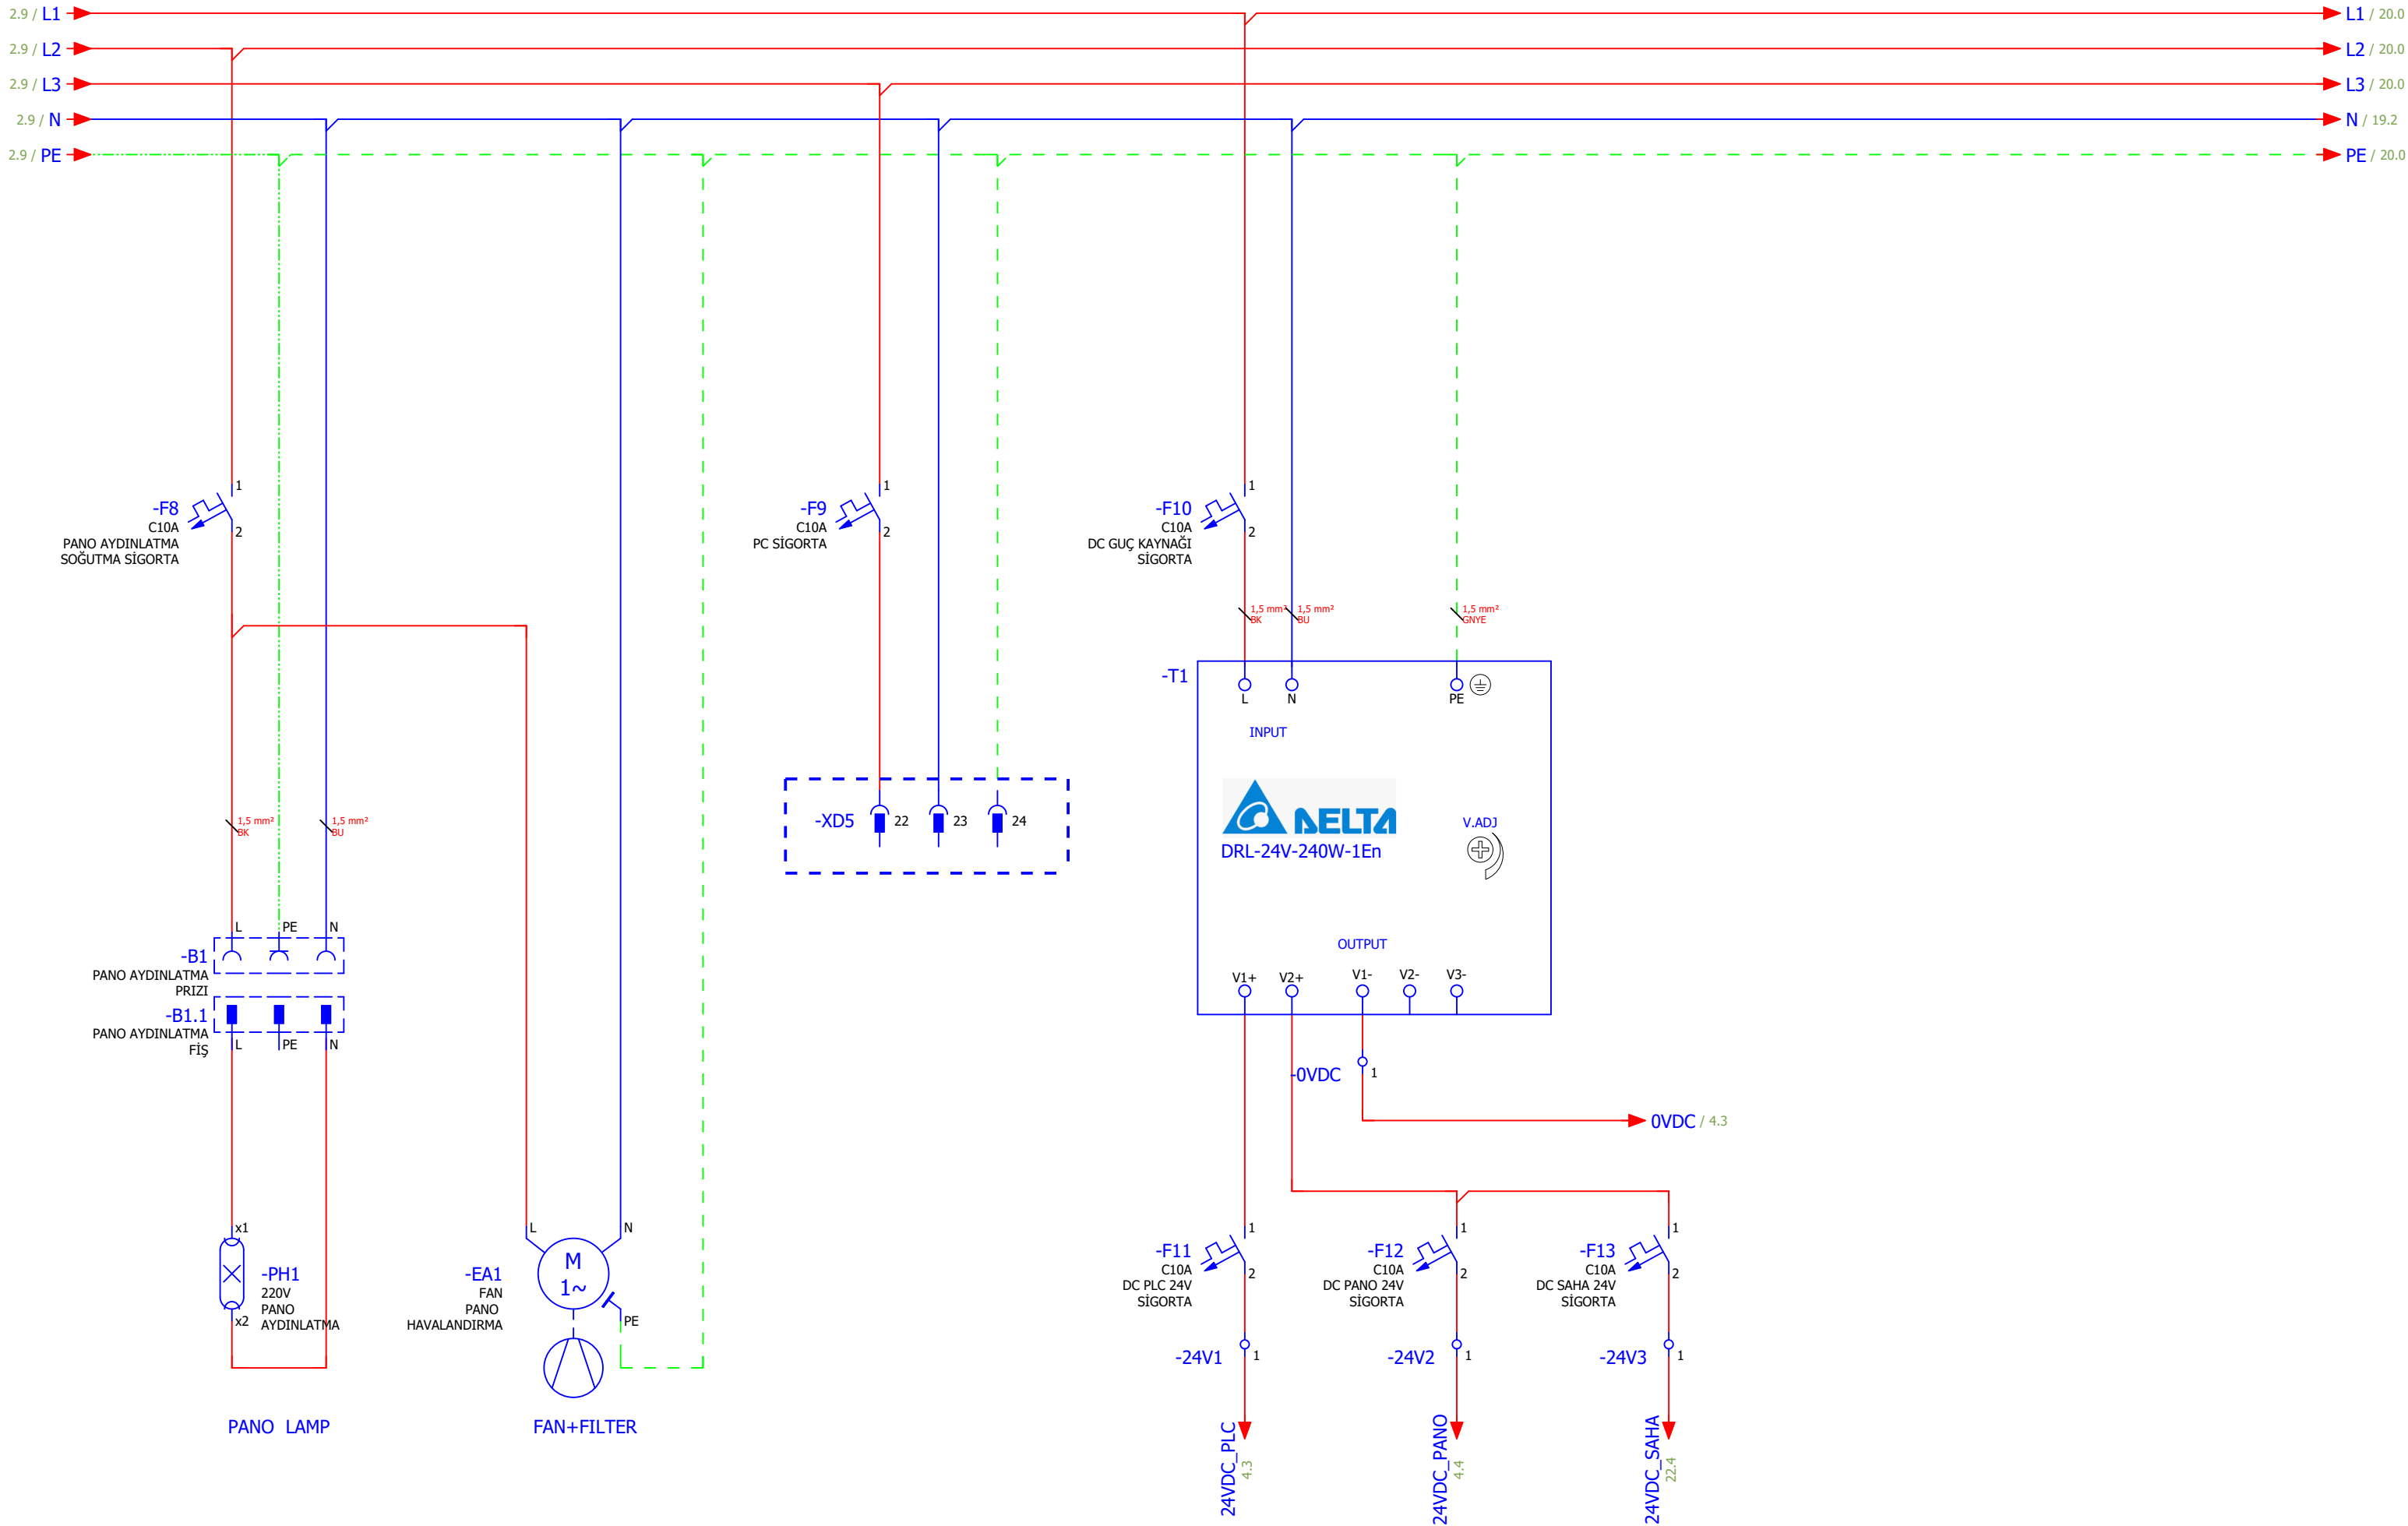 2.9 / L1
L1 / 20.0
2.9 / L2
L2 / 20.0
2.9 / L3
L3 / 20.0
2.9 / N
N / 19.2
2.9 / PE
PE / 20.0
1
-F8
C10A
2
PANO AYDINLATMA
SOĞUTMA SİGORTA
1
-F9
C10A
2
PC SİGORTA
1
-F10
C10A
2
DC GUÇ KAYNAĞI
SİGORTA
1,5 mm²
BK
1,5 mm²
BU
1,5 mm²
GNYE
-T1
L
N
PE
INPUT
DELTA
DRL-24V-240W-1En
V.ADJ
OUTPUT
V1+
V2+
V1-
V2-
V3-
-XD5
22
23
24
1,5 mm²
BK
1,5 mm²
BU
L
PE
N
-B1
PANO AYDINLATMA
PRIZI
-B1.1
PANO AYDINLATMA
FİŞ
L
PE
N
-0VDC
1
0VDC / 4.3
x1
-PH1
220V
PANO
AYDINLATMA
x2
L
N
-EA1
FAN
PANO
HAVALANDIRMA
M
1~
PE
1
-F11
C10A
2
DC PLC 24V
SİGORTA
1
-F12
C10A
2
DC PANO 24V
SİGORTA
1
-F13
C10A
2
DC SAHA 24V
SİGORTA
-24V1
1
-24V2
1
-24V3
1
PANO LAMP
FAN+FILTER
24VDC_PLC
4.3
24VDC_PANO
4.4
24VDC_SAHA
22.4